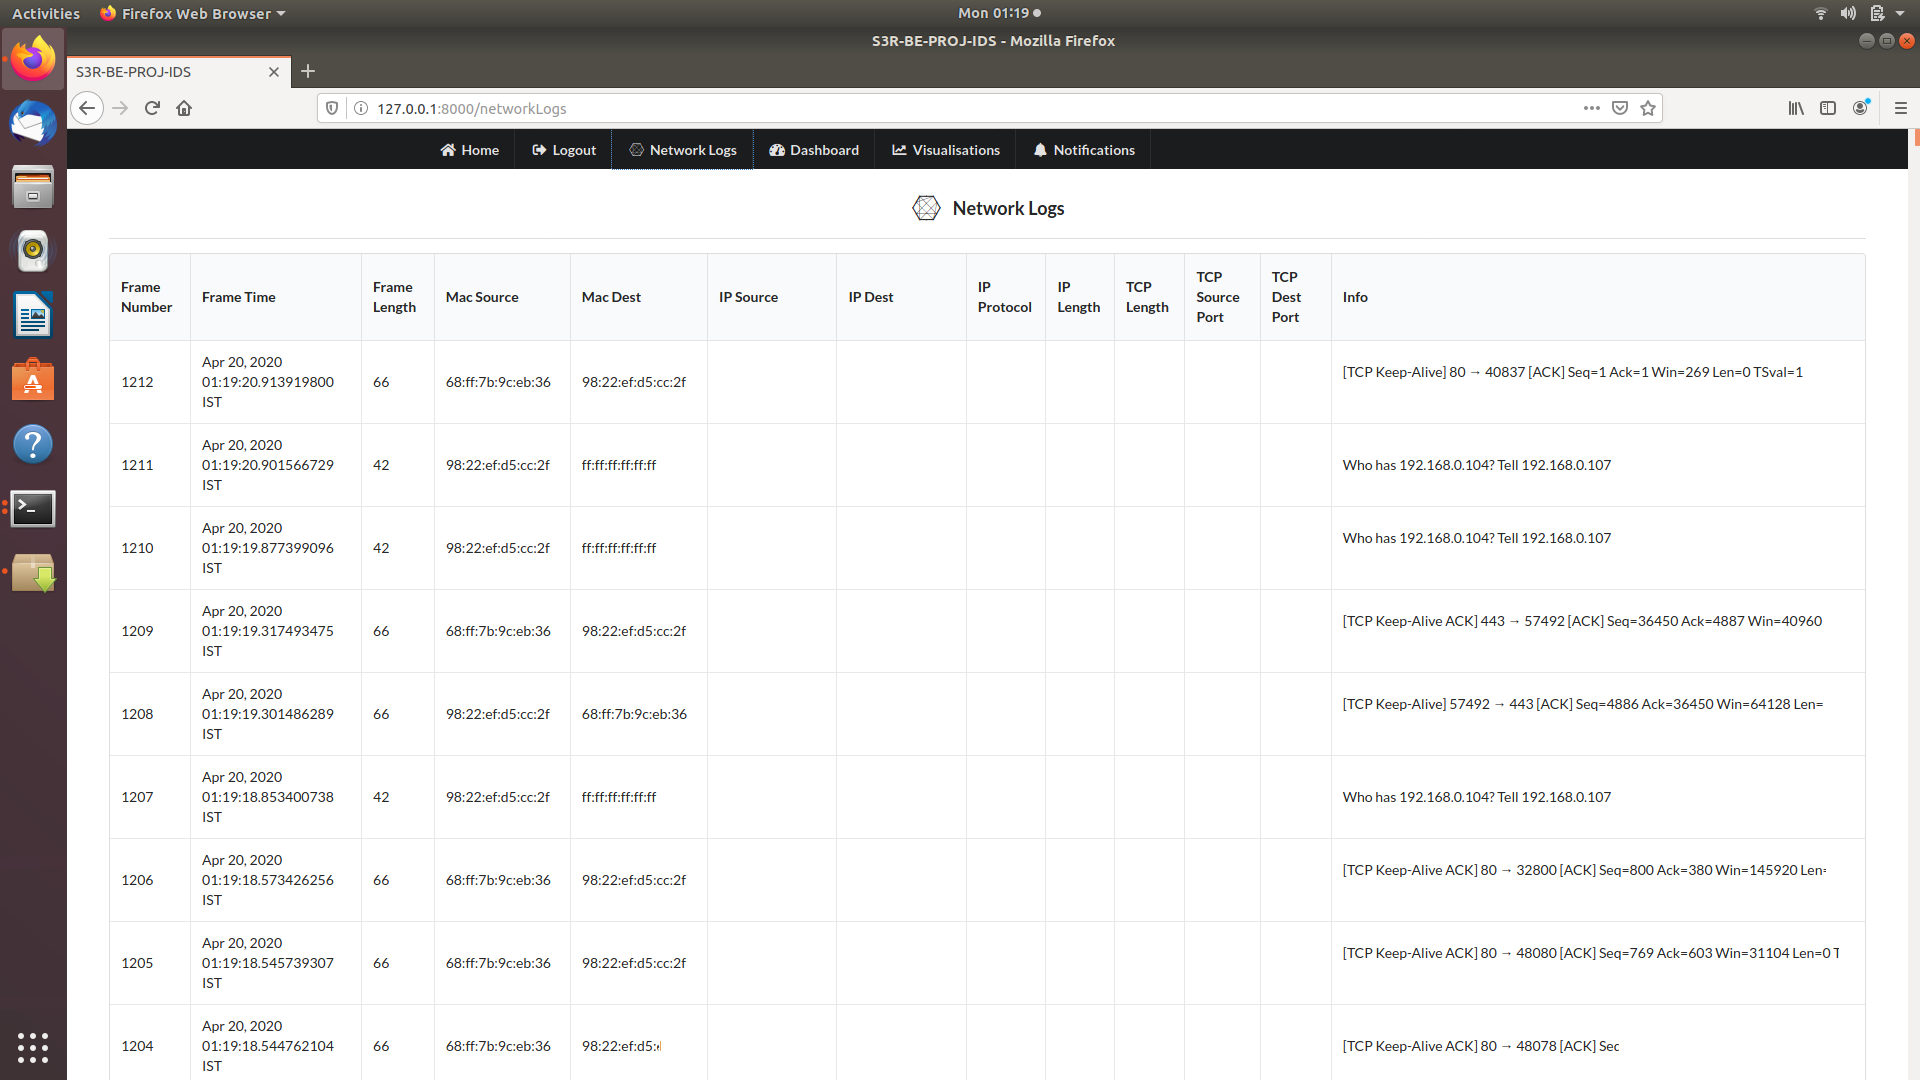 Activities Firefox Web Browser Mon 01:19
S3R-BE-PROJ-IDS - Mozilla Firefox
S3R-BE-PROJ-IDS
127.0.0.1:8000/networkLogs
Home Logout Network Logs Dashboard Visualisations Notifications
Network Logs
Frame Number Frame Time Frame Length Mac Source Mac Dest IP Source IP Dest IP Protocol IP Length TCP Length TCP Source Port TCP Dest Port Info
1212 Apr 20, 2020 01:19:20.913919800 IST 66 68:ff:7b:9c:eb:36 98:22:ef:d5:cc:2f [TCP Keep-Alive] 80 → 40837 [ACK] Seq=1 Ack=1 Win=269 Len=0 TSval=1
1211 Apr 20, 2020 01:19:20.901566729 IST 42 98:22:ef:d5:cc:2f ff:ff:ff:ff:ff:ff Who has 192.168.0.104? Tell 192.168.0.107
1210 Apr 20, 2020 01:19:19.877399096 IST 42 98:22:ef:d5:cc:2f ff:ff:ff:ff:ff:ff Who has 192.168.0.104? Tell 192.168.0.107
1209 Apr 20, 2020 01:19:19.317493475 IST 66 68:ff:7b:9c:eb:36 98:22:ef:d5:cc:2f [TCP Keep-Alive ACK] 443 → 57492 [ACK] Seq=36450 Ack=4887 Win=40960
1208 Apr 20, 2020 01:19:19.301486289 IST 66 98:22:ef:d5:cc:2f 68:ff:7b:9c:eb:36 [TCP Keep-Alive] 57492 → 443 [ACK] Seq=4886 Ack=36450 Win=64128 Len=
1207 Apr 20, 2020 01:19:18.853400738 IST 42 98:22:ef:d5:cc:2f ff:ff:ff:ff:ff:ff Who has 192.168.0.104? Tell 192.168.0.107
1206 Apr 20, 2020 01:19:18.573426256 IST 66 68:ff:7b:9c:eb:36 98:22:ef:d5:cc:2f [TCP Keep-Alive ACK] 80 → 32800 [ACK] Seq=800 Ack=380 Win=145920 Len=
1205 Apr 20, 2020 01:19:18.545739307 IST 66 68:ff:7b:9c:eb:36 98:22:ef:d5:cc:2f [TCP Keep-Alive ACK] 80 → 48080 [ACK] Seq=769 Ack=603 Win=31104 Len=0 T
1204 Apr 20, 2020 01:19:18.544762104 IST 66 68:ff:7b:9c:eb:36 98:22:ef:d5: [TCP Keep-Alive ACK] 80 → 48078 [ACK] Sec